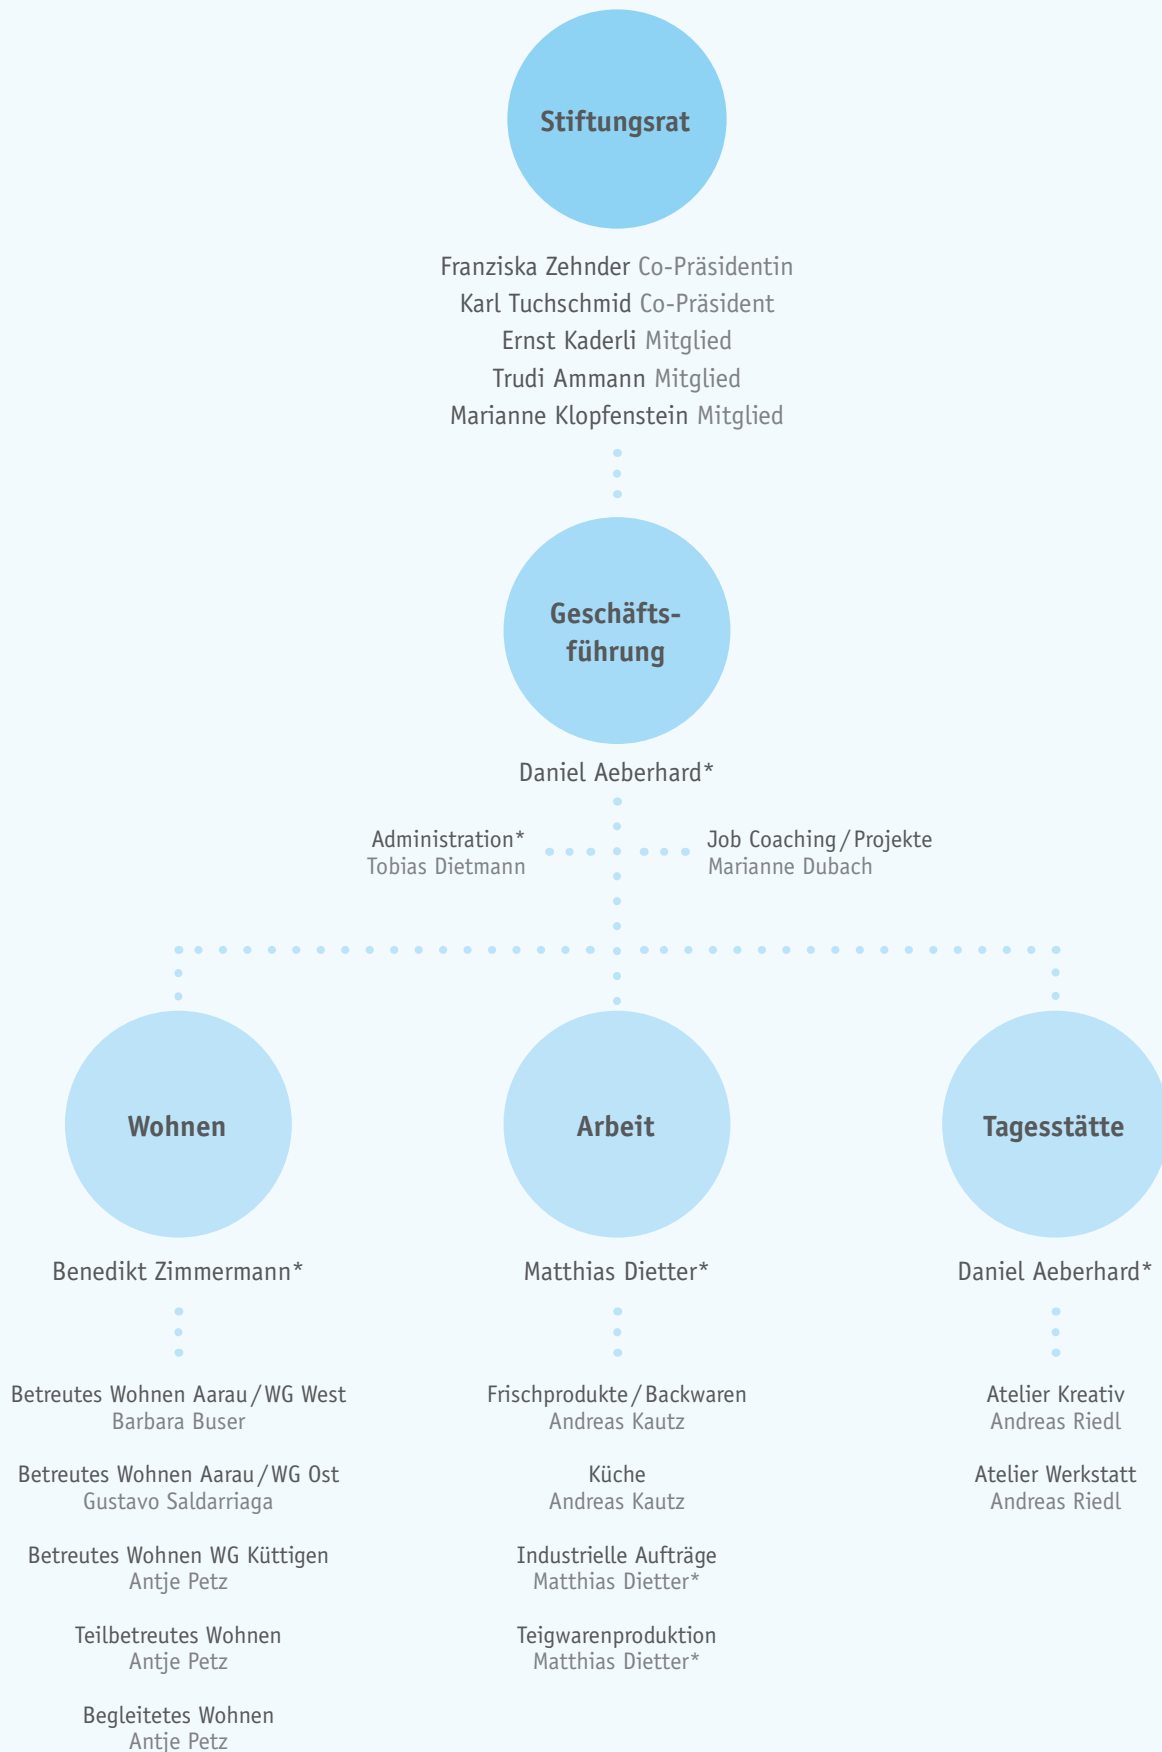 Stiftungsrat
Franziska Zehnder Co-Präsidentin
Karl Tuchschmid Co-Präsident
Ernst Kaderli Mitglied
Trudi Ammann Mitglied
Marianne Klopfenstein Mitglied
Geschäfts-
führung
Daniel Aeberhard*
Administration*
Tobias Dietmann
Job Coaching / Projekte
Marianne Dubach
Wohnen
Benedikt Zimmermann*
Betreutes Wohnen Aarau / WG West
Barbara Buser
Betreutes Wohnen Aarau / WG Ost
Gustavo Saldarriaga
Betreutes Wohnen WG Küttigen
Antje Petz
Teilbetreutes Wohnen
Antje Petz
Begleitetes Wohnen
Antje Petz
Arbeit
Matthias Dietter*
Frischprodukte / Backwaren
Andreas Kautz
Küche
Andreas Kautz
Industrielle Aufträge
Matthias Dietter*
Teigwarenproduktion
Matthias Dietter*
Tagesstätte
Daniel Aeberhard*
Atelier Kreativ
Andreas Riedl
Atelier Werkstatt
Andreas Riedl